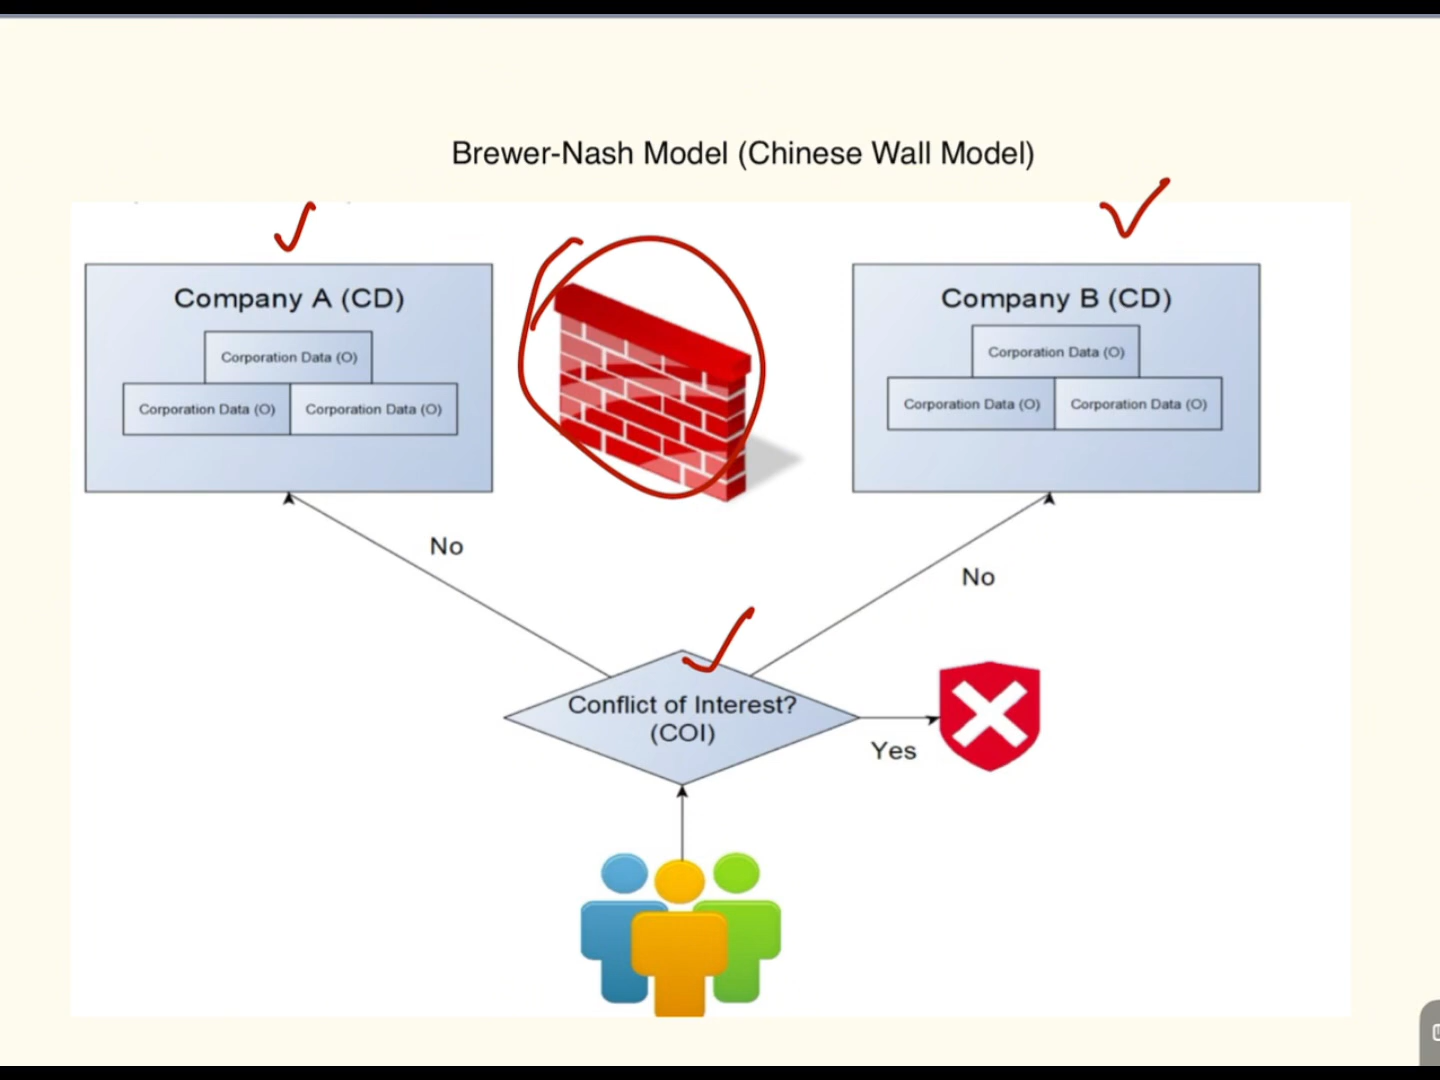 Brewer-Nash Model (Chinese Wall Model)
Company A (CD)
Corporation Data (O)
Corporation Data (O)
Corporation Data (O)
Company B (CD)
Corporation Data (O)
Corporation Data (O)
Corporation Data (O)
No
No
Conflict of Interest?
(COI)
Yes